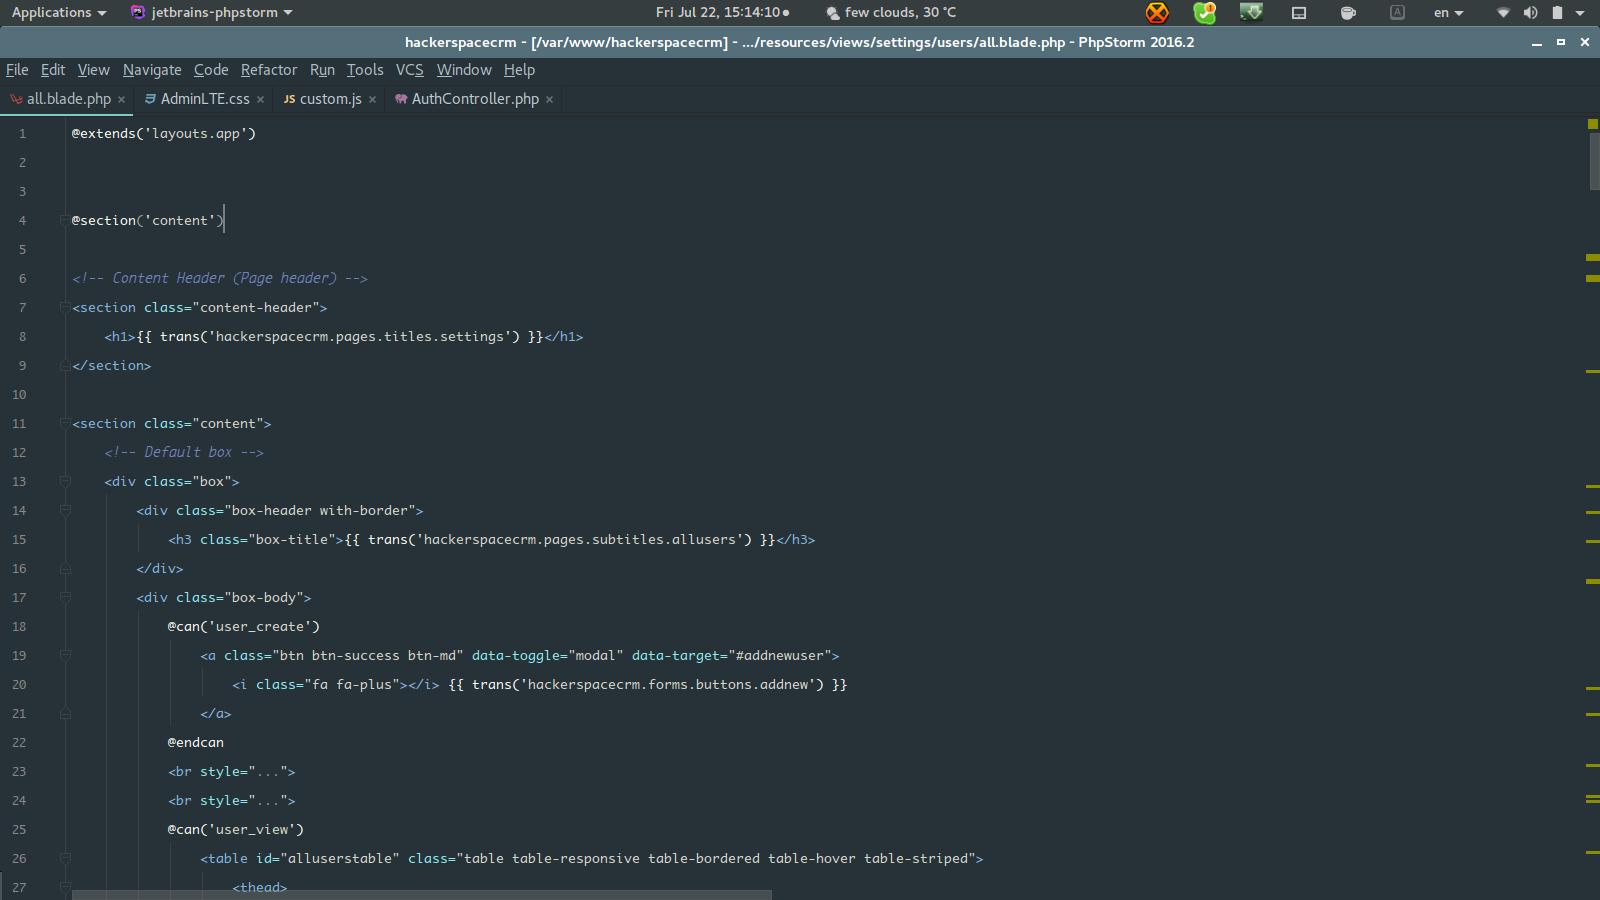 Applications jetbrains-phpstorm Fri Jul 22, 15:14:10 few clouds, 30 °C A en
hackerspacecrm - [/var/www/hackerspacecrm] - .../resources/views/settings/users/all.blade.php - PhpStorm 2016.2
File Edit View Navigate Code Refactor Run Tools VCS Window Help
all.blade.php × AdminLTE.css × JS custom.js × AuthController.php ×
1 @extends('layouts.app')
2
3
4 @section('content')
5
6 <!-- Content Header (Page header) -->
7 <section class="content-header">
8 <h1>{{ trans('hackerspacecrm.pages.titles.settings') }}</h1>
9 </section>
10
11 <section class="content">
12 <!-- Default box -->
13 <div class="box">
14 <div class="box-header with-border">
15 <h3 class="box-title">{{ trans('hackerspacecrm.pages.subtitles.allusers') }}</h3>
16 </div>
17 <div class="box-body">
18 @can('user_create')
19 <a class="btn btn-success btn-md" data-toggle="modal" data-target="#addnewuser">
20 <i class="fa fa-plus"></i> {{ trans('hackerspacecrm.forms.buttons.addnew') }}
21 </a>
22 @endcan
23 <br style="...">
24 <br style="...">
25 @can('user_view')
26 <table id="alluserstable" class="table table-responsive table-bordered table-hover table-striped">
27 <thead>